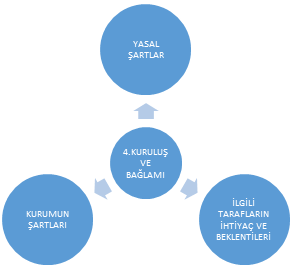 YASAL
ŞARTLAR
4.KURULUŞ
VE
BAĞLAMI
KURUMUN
ŞARTLARI
İLGİLİ
TARAFLARIN
İHTİYAÇ VE
BEKLENTİLERİ